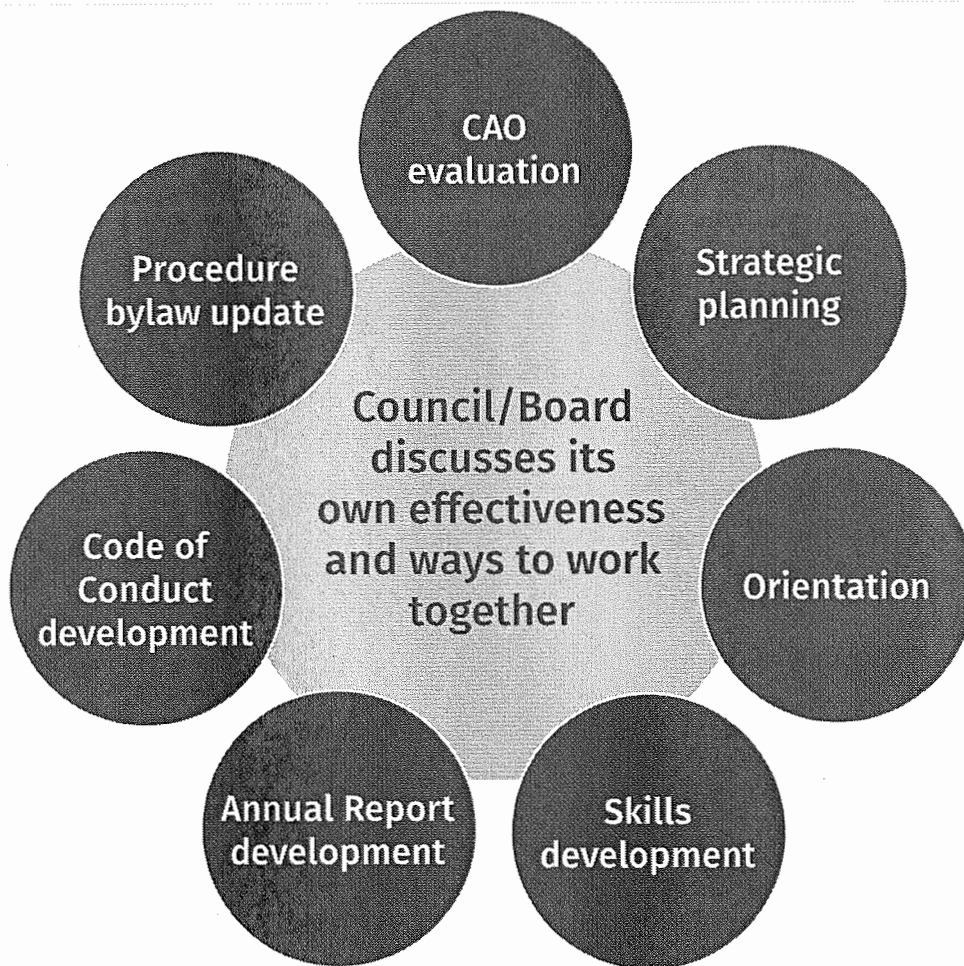 CAO
evaluation
Strategic
planning
Orientation
Skills
development
Annual Report
development
Code of
Conduct
development
Procedure
bylaw update
Council/Board
discusses its
own effectiveness
and ways to work
together